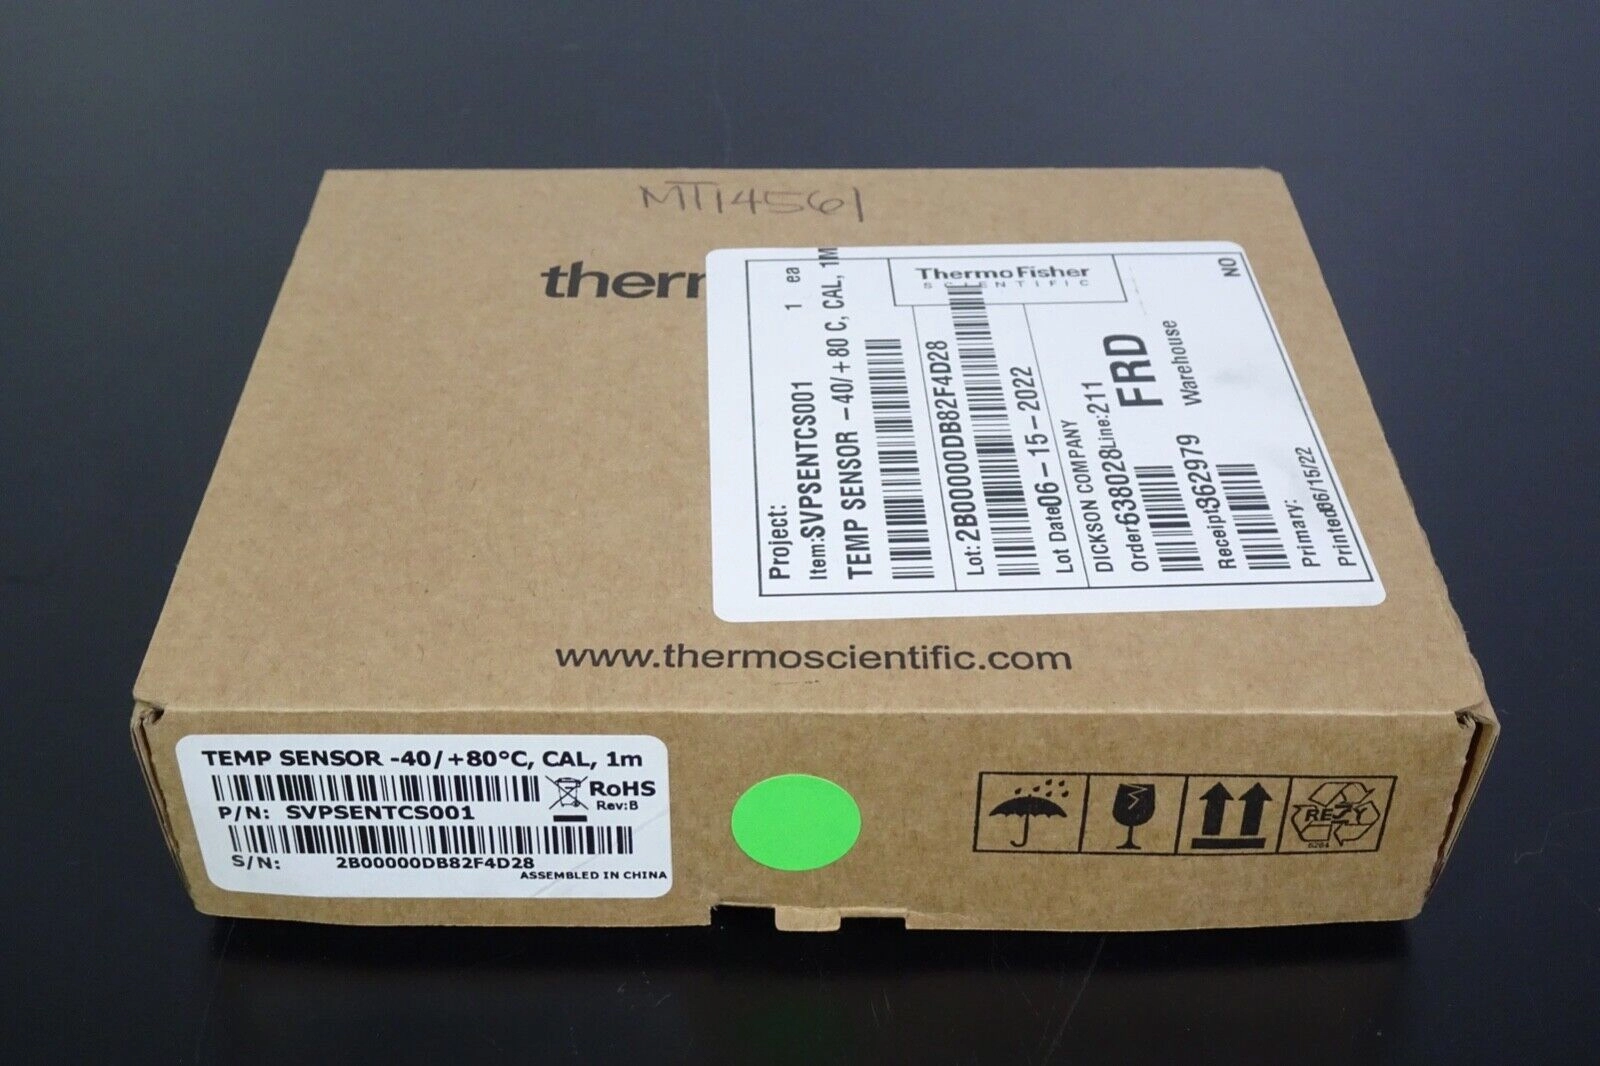 MT14561
therm
ThermoFisher
SCIENTIFIC
NO
Project:
1 ea
Item:SVPSENTCS001
TEMP SENSOR -40/+80 C, CAL, 1M
Lot:2B00000DB82F4D28
Lot Date06-15-2022
DICKSON COMPANY
Order638028Line:211
FRD
Receipt362979
Warehouse
Primary:
Printed06/15/22
www.thermoscientific.com
TEMP SENSOR -40/+80°C, CAL, 1m
RoHS
Rev:B
P/N: SVPSENTCS001
S/N: 2B00000DB82F4D28
ASSEMBLED IN CHINA